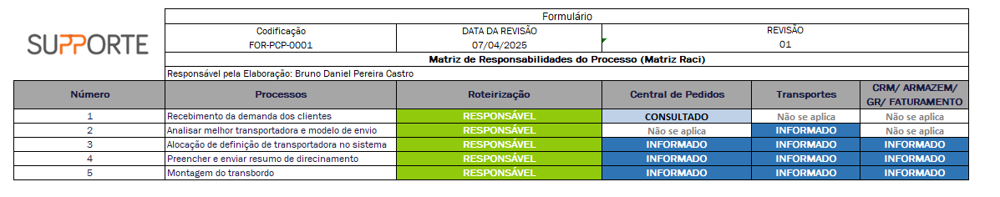 SUPPORTE
Formulário
Codificação DATA DA REVISÃO REVISÃO
FOR-PCP-0001 07/04/2025 01
Matriz de Responsabilidades do Processo (Matriz Raci)
Responsável pela Elaboração: Bruno Daniel Pereira Castro
Número Processos Roteirização Central de Pedidos Transportes CRM/ ARMAZEM/
GR/ FATURAMENTO
1 Recebimento da demanda dos clientes RESPONSÁVEL CONSULTADO Não se aplica Não se aplica
2 Analisar melhor transportadora e modelo de envio RESPONSÁVEL Não se aplica INFORMADO Não se aplica
3 Alocação de definição de transportadora no sistema RESPONSÁVEL INFORMADO INFORMADO INFORMADO
4 Preencher e enviar resumo de direcinamento RESPONSÁVEL INFORMADO INFORMADO INFORMADO
5 Montagem do transbordo RESPONSÁVEL INFORMADO INFORMADO INFORMADO